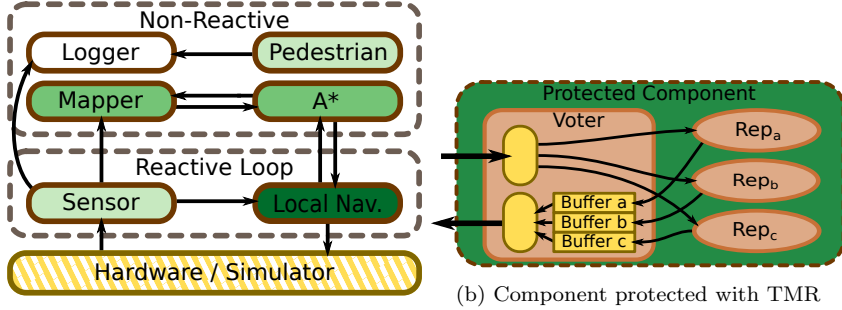 Non-Reactive
Logger
Pedestrian
Mapper
A*
Reactive Loop
Sensor
Local Nav.
Hardware / Simulator
Protected Component
Voter
Rep_a
Rep_b
Rep_c
Buffer a
Buffer b
Buffer c
(b) Component protected with TMR